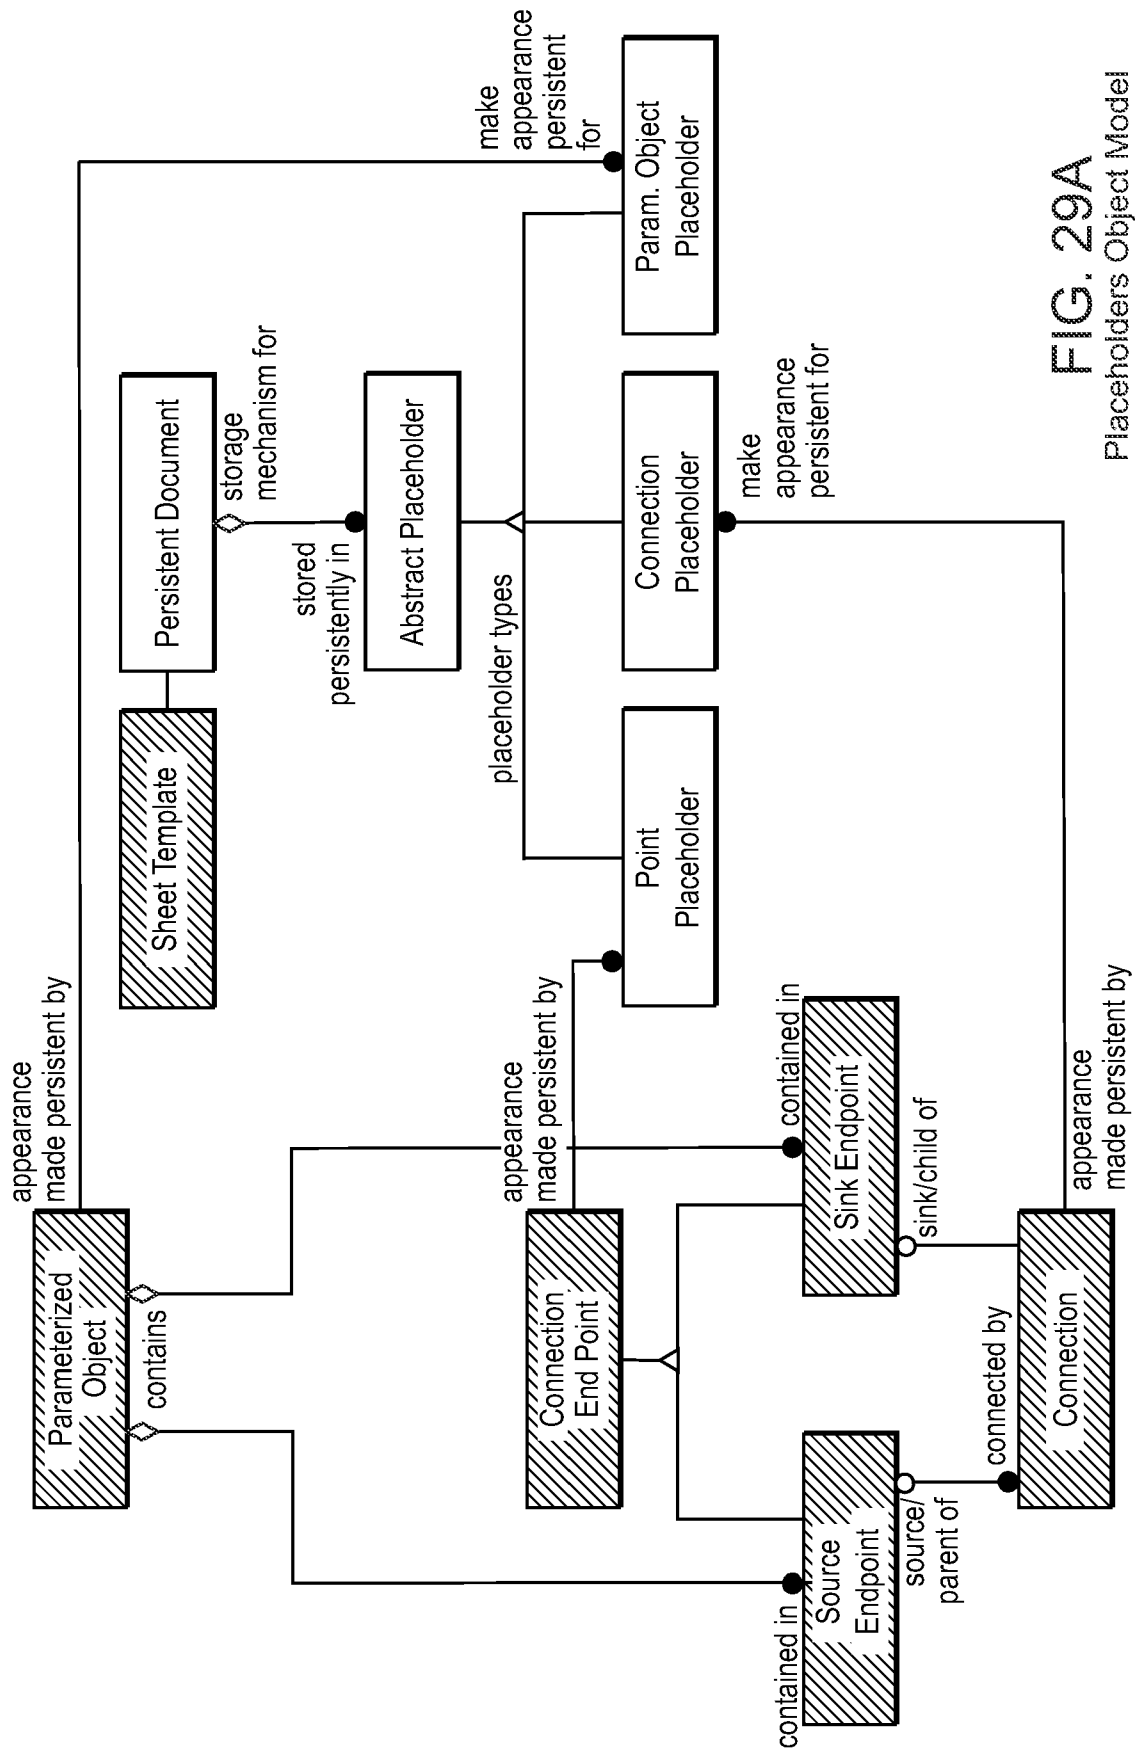 appearance
made persistent by
Parameterized
Object
contains
Sheet Template
Persistent Document
storage
mechanism for
stored
persistently in
Abstract Placeholder
placeholder types
make
appearance
persistent
for
appearance
made persistent by
Connection
End Point
Point
Placeholder
Connection
Placeholder
Param. Object
Placeholder
make
appearance
persistent for
contained in
Source
Endpoint
source/
parent of
contained in
Sink Endpoint
sink/child of
connected by
Connection
appearance
made persistent by
FIG. 29A
Placeholders Object Model